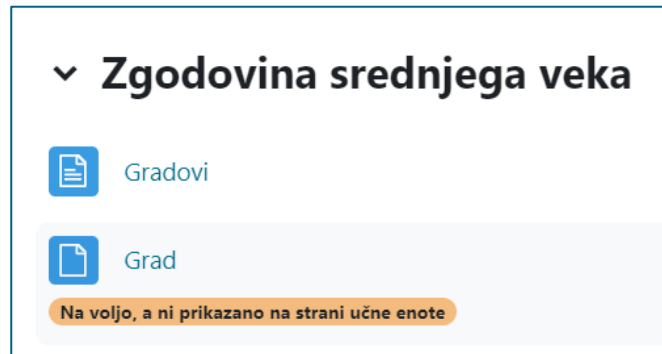 Zgodovina srednjega veka
Gradovi
Grad
Na voljo, a ni prikazano na strani učne enote